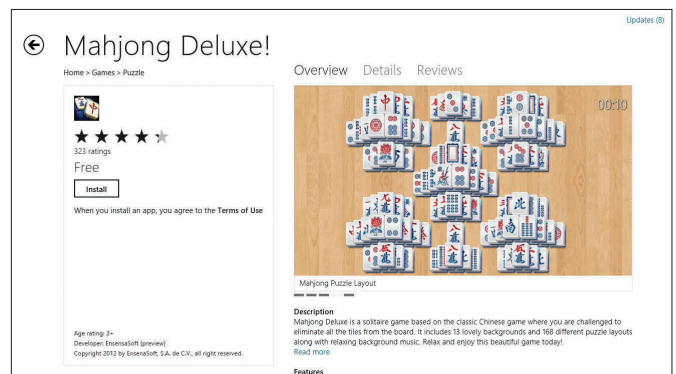 Updates (8)
Mahjong Deluxe!
Home > Games > Puzzle
323 ratings
Free
Install
When you install an app, you agree to the Terms of Use
Age rating: 3+
Developer: EnsensaSoft (preview)
Copyright 2012 by EnsenaSoft, S.A. de C.V., all right reserved.
Overview Details Reviews
00:10
Mahjong Puzzle Layout
Description
Mahjong Deluxe is a solitaire game based on the classic Chinese game where you are challenged to
eliminate all the tiles from the board. It includes 13 lovely backgrounds and 168 different puzzle layouts
along with relaxing background music. Relax and enjoy this beautiful game today!
Read more
Features